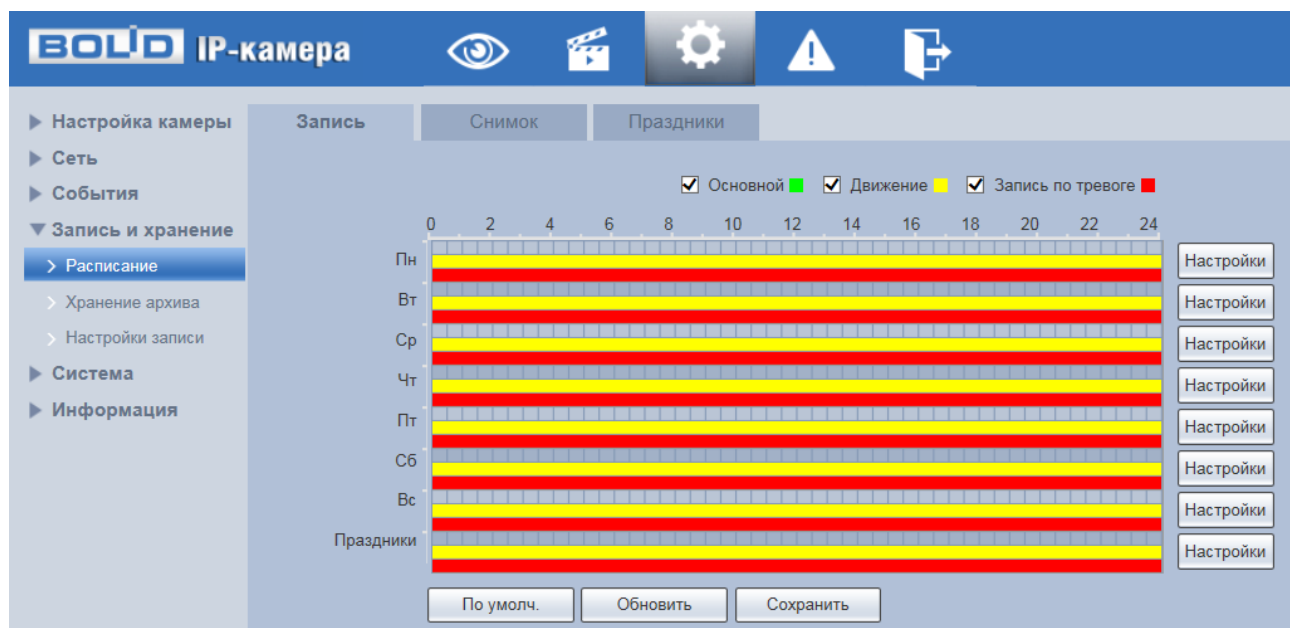 BOLID IP-камера
Настройка камеры
Сеть
События
Запись и хранение
Расписание
Хранение архива
Настройки записи
Система
Информация
Запись Снимок Праздники
Основной Движение Запись по тревоге
0 2 4 6 8 10 12 14 16 18 20 22 24
Пн Настройки
Вт Настройки
Ср Настройки
Чт Настройки
Пт Настройки
Сб Настройки
Вс Настройки
Праздники Настройки
По умолч. Обновить Сохранить